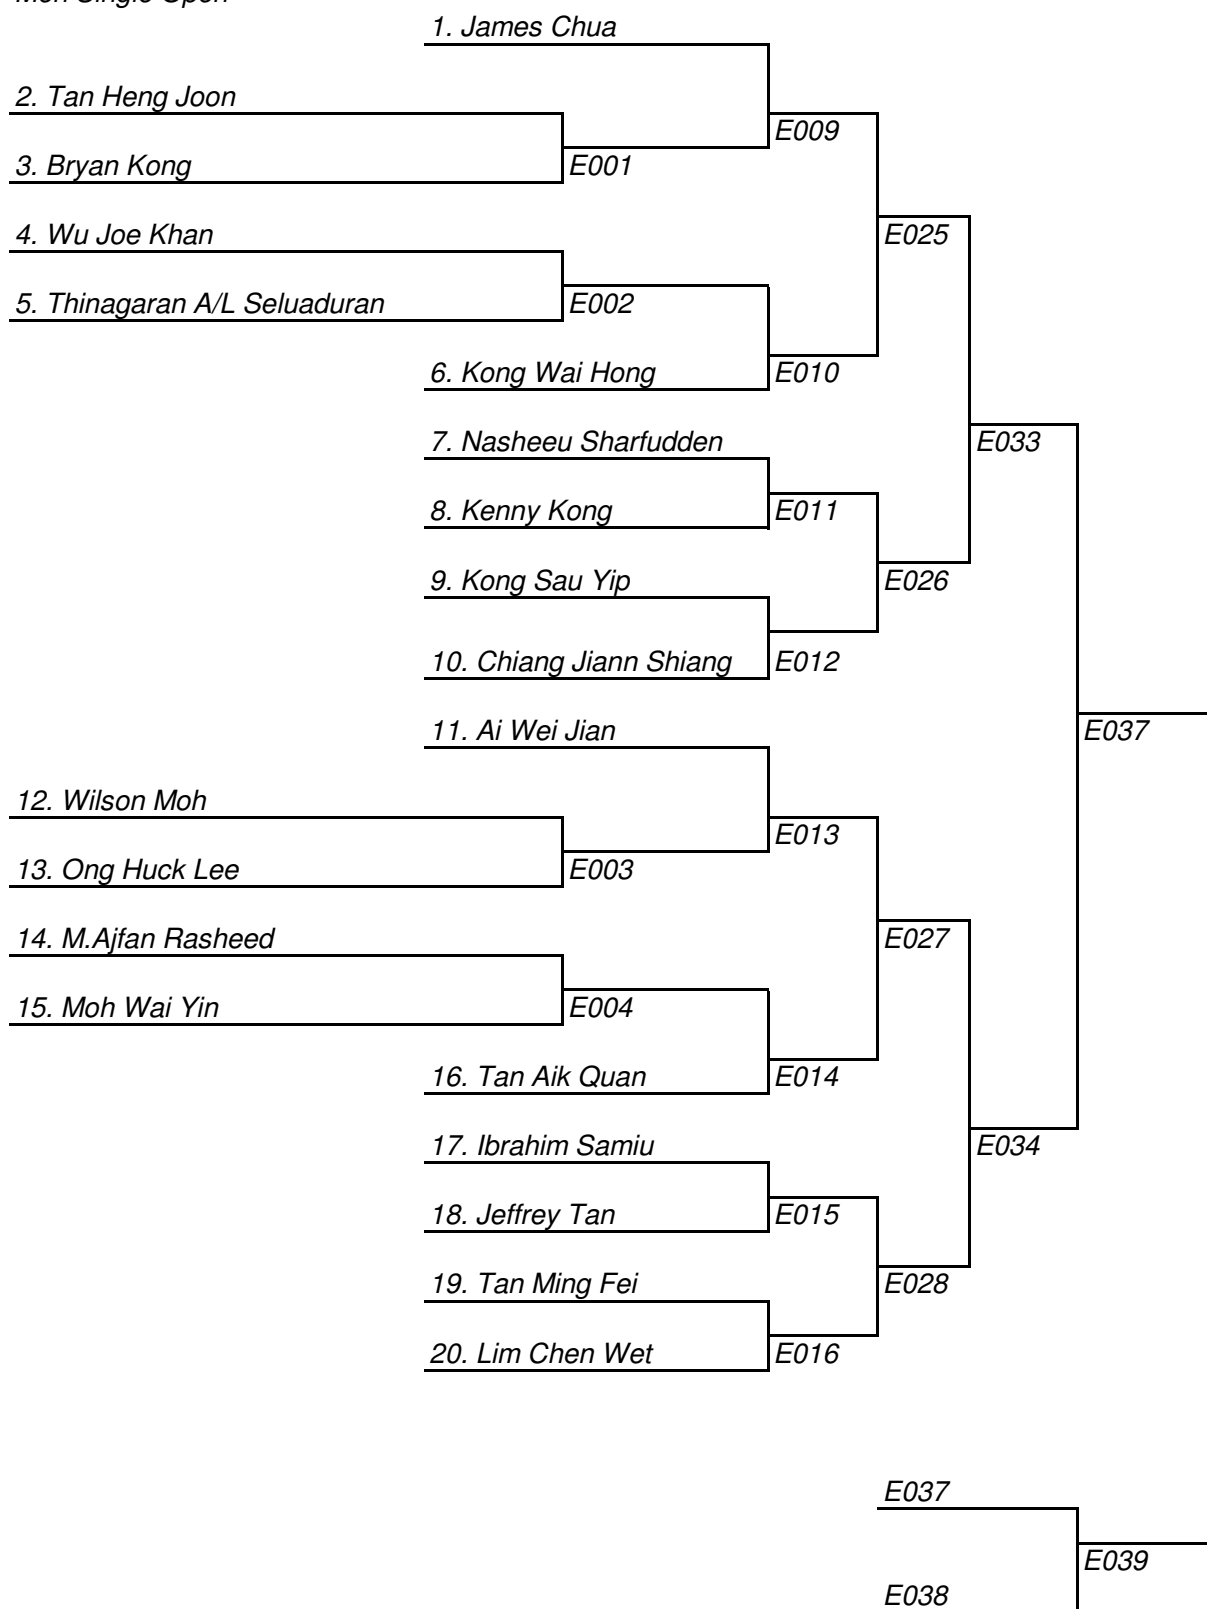 1. James Chua
2. Tan Heng Joon
E009
3. Bryan Kong
E001
4. Wu Joe Khan
E025
5. Thinagaran A/L Seluaduran
E002
6. Kong Wai Hong
E010
7. Nasheeu Sharfudden
E033
8. Kenny Kong
E011
9. Kong Sau Yip
E026
10. Chiang Jiann Shiang
E012
11. Ai Wei Jian
E037
12. Wilson Moh
E013
13. Ong Huck Lee
E003
14. M.Ajfan Rasheed
E027
15. Moh Wai Yin
E004
16. Tan Aik Quan
E014
17. Ibrahim Samiu
E034
18. Jeffrey Tan
E015
19. Tan Ming Fei
E028
20. Lim Chen Wet
E016
E037
E039
E038